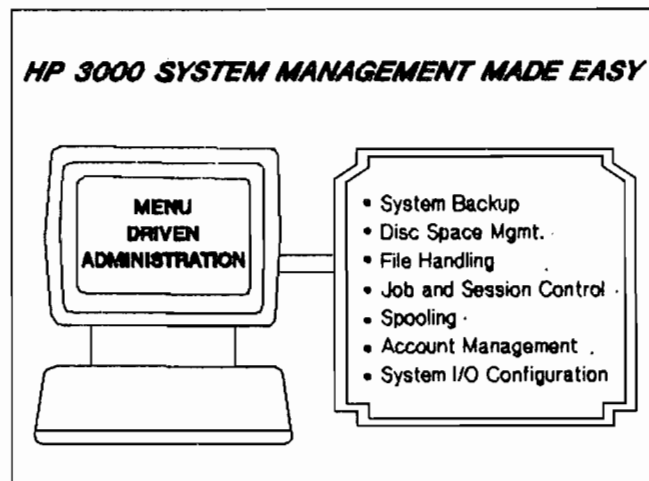 HP 3000 SYSTEM MANAGEMENT MADE EASY
MENU
DRIVEN
ADMINISTRATION
• System Backup
• Disc Space Mgmt.
• File Handling
• Job and Session Control
• Spooling
• Account Management
• System I/O Configuration